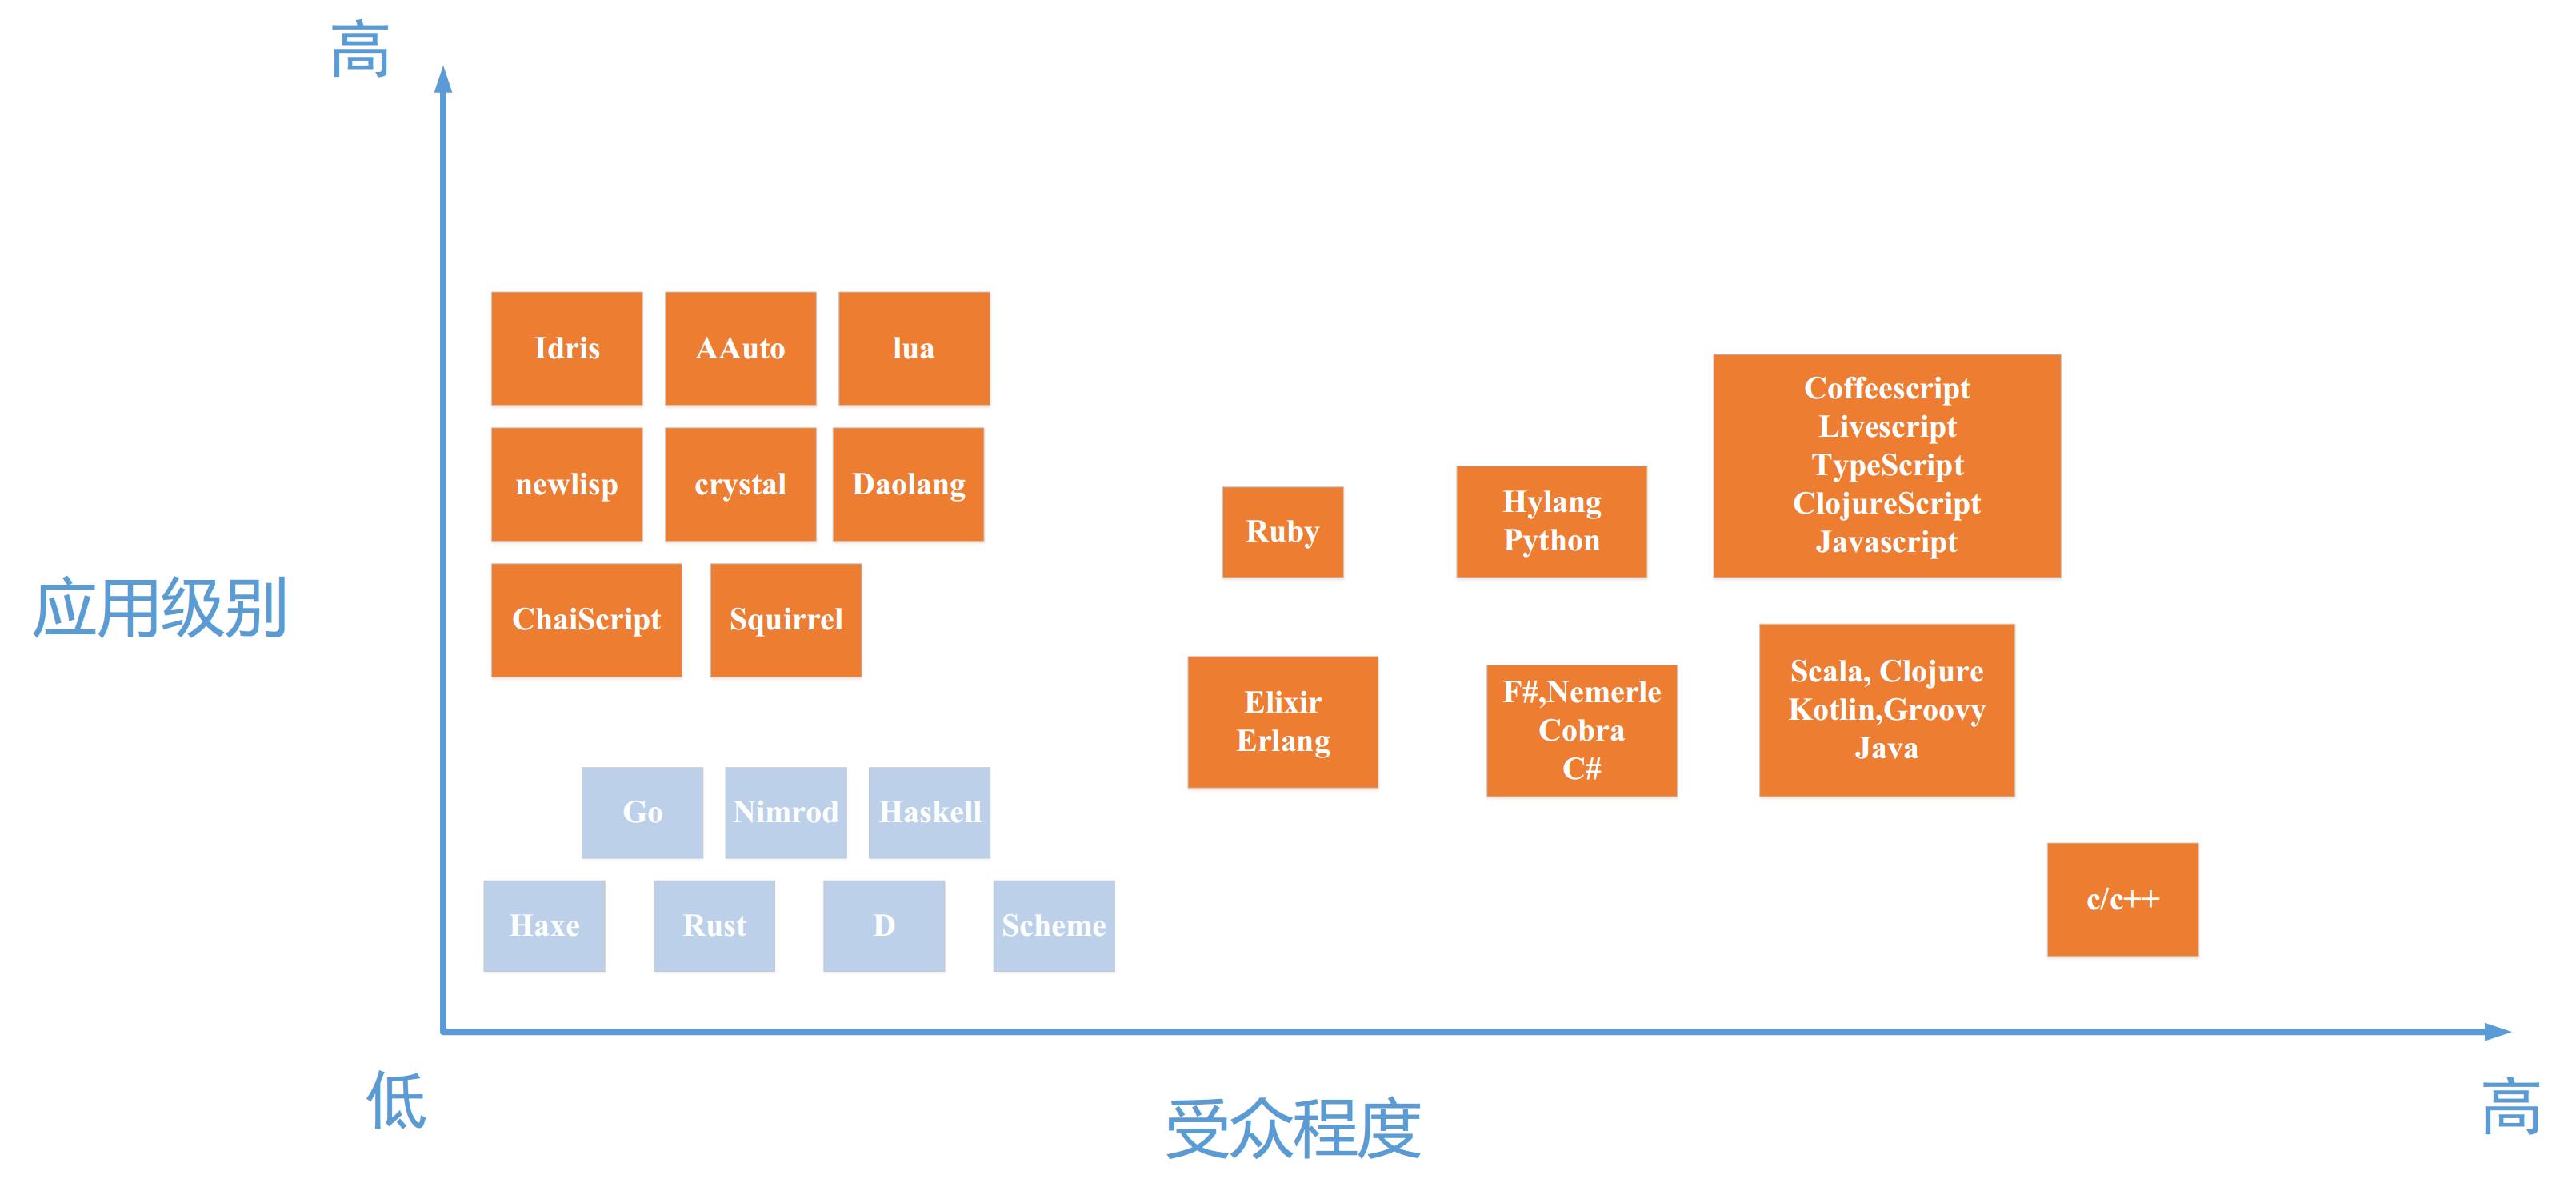 高
Idris
AAuto
lua
newlisp
crystal
Daolang
ChaiScript
Squirrel
Ruby
Hylang
Python
Coffeescript
Livescript
TypeScript
ClojureScript
Javascript
应用级别
Elixir
Erlang
F#,Nemerle
Cobra
C#
Scala, Clojure
Kotlin,Groovy
Java
Go
Nimrod
Haskell
Haxe
Rust
D
Scheme
c/c++
低
受众程度
高